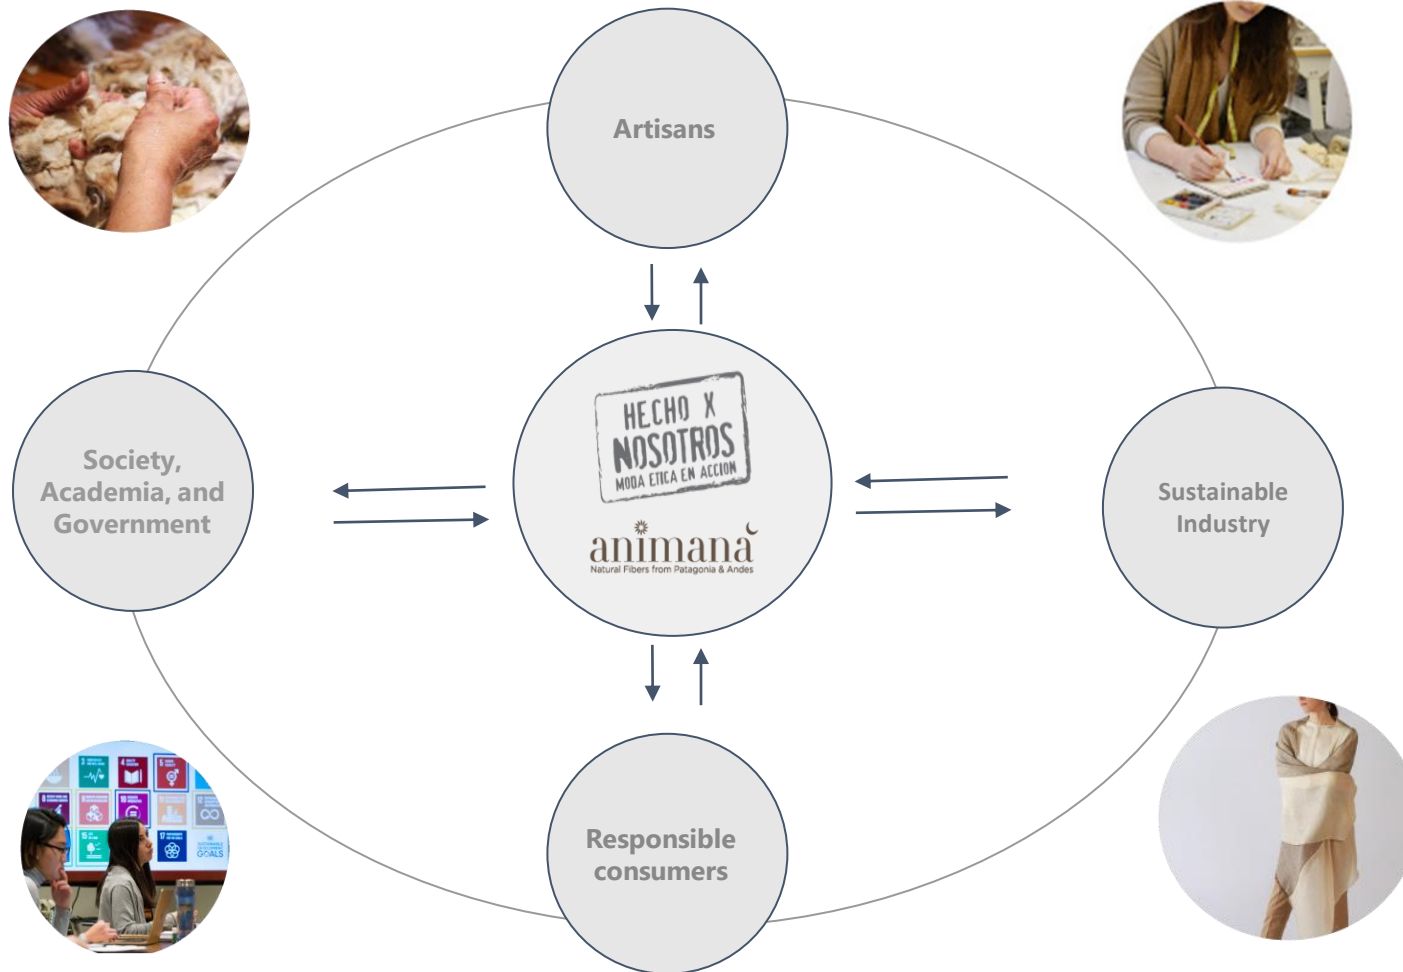 Artisans
HECHO X
NOSOTROS
MODA ETICA EN ACCION
animaná
Natural Fibers from Patagonia & Andes
Society,
Academia, and
Government
Sustainable
Industry
Responsible
consumers
GOALS